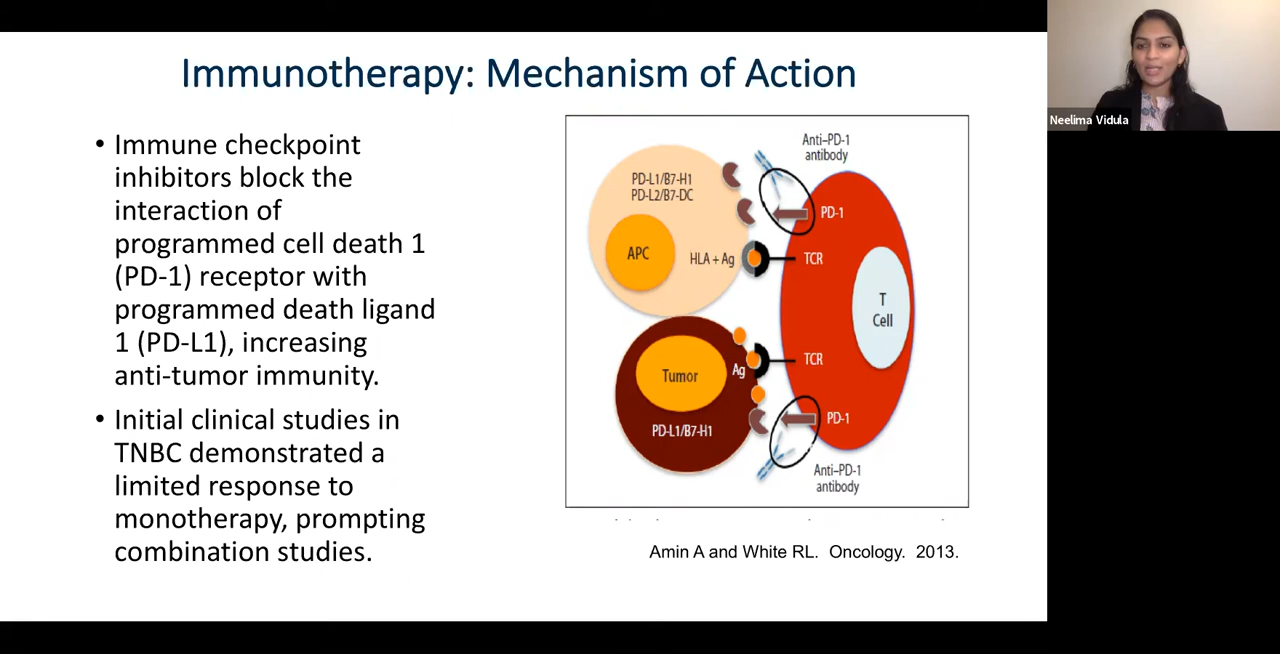 Immunotherapy: Mechanism of Action
• Immune checkpoint
inhibitors block the
interaction of
programmed cell death 1
(PD-1) receptor with
programmed death ligand
1 (PD-L1), increasing
anti-tumor immunity.
• Initial clinical studies in
TNBC demonstrated a
limited response to
monotherapy, prompting
combination studies.
Anti–PD-1
antibody
PD-L1/B7-H1
PD-L2/B7-DC
PD-1
APC
HLA + Ag
TCR
T
Cell
TCR
Ag
Tumor
PD-1
PD-L1/B7-H1
Anti–PD-1
antibody
Amin A and White RL. Oncology. 2013.
Neelima Vidula